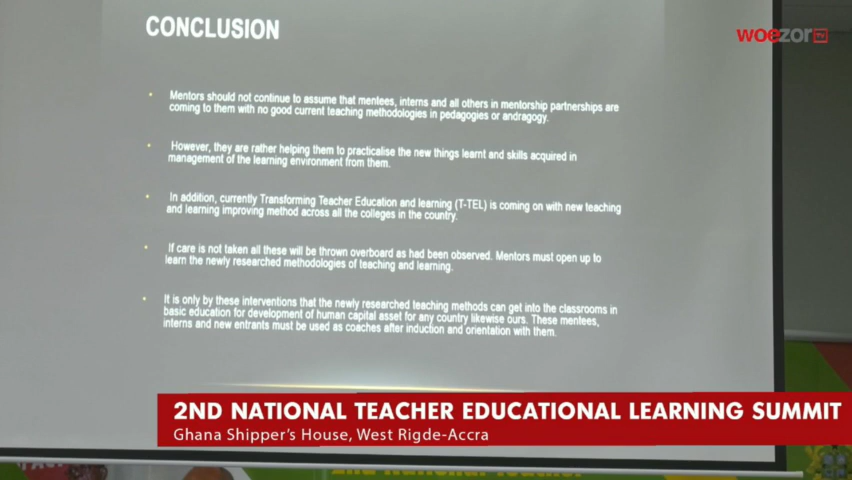 CONCLUSION
woezor tv
Mentors should not continue to assume that mentees, interns and all others in mentorship partnerships are
coming to them with no good current teaching methodologies in pedagogies or andragogy.
However, they are rather helping them to practicalise the new things learnt and skills acquired in
management of the learning environment from them.
In addition, currently Transforming Teacher Education and learning (T-TEL) is coming on with new teaching
and learning improving method across all the colleges in the country.
If care is not taken all these will be thrown overboard as had been observed. Mentors must open up to
learn the newly researched methodologies of teaching and learning.
It is only by these interventions that the newly researched teaching methods can get into the classrooms in
basic education for development of human capital asset for any country likewise ours. These mentees,
interns and new entrants must be used as coaches after induction and orientation with them.
2ND NATIONAL TEACHER EDUCATIONAL LEARNING SUMMIT
Ghana Shipper's House, West Rigde-Accra
2nd National Teacher